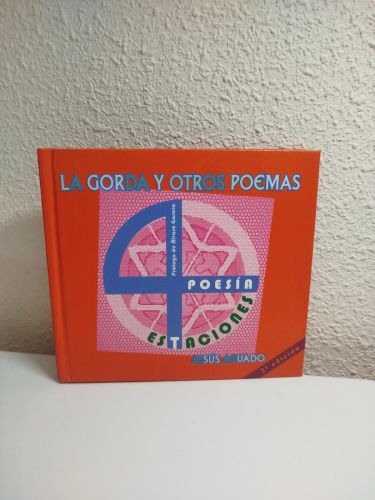 LA GORDA Y OTROS POEMAS
Prólogo de Álvaro García
POESÍA
ESTACIONES
JESÚS AGUADO
2ª edición